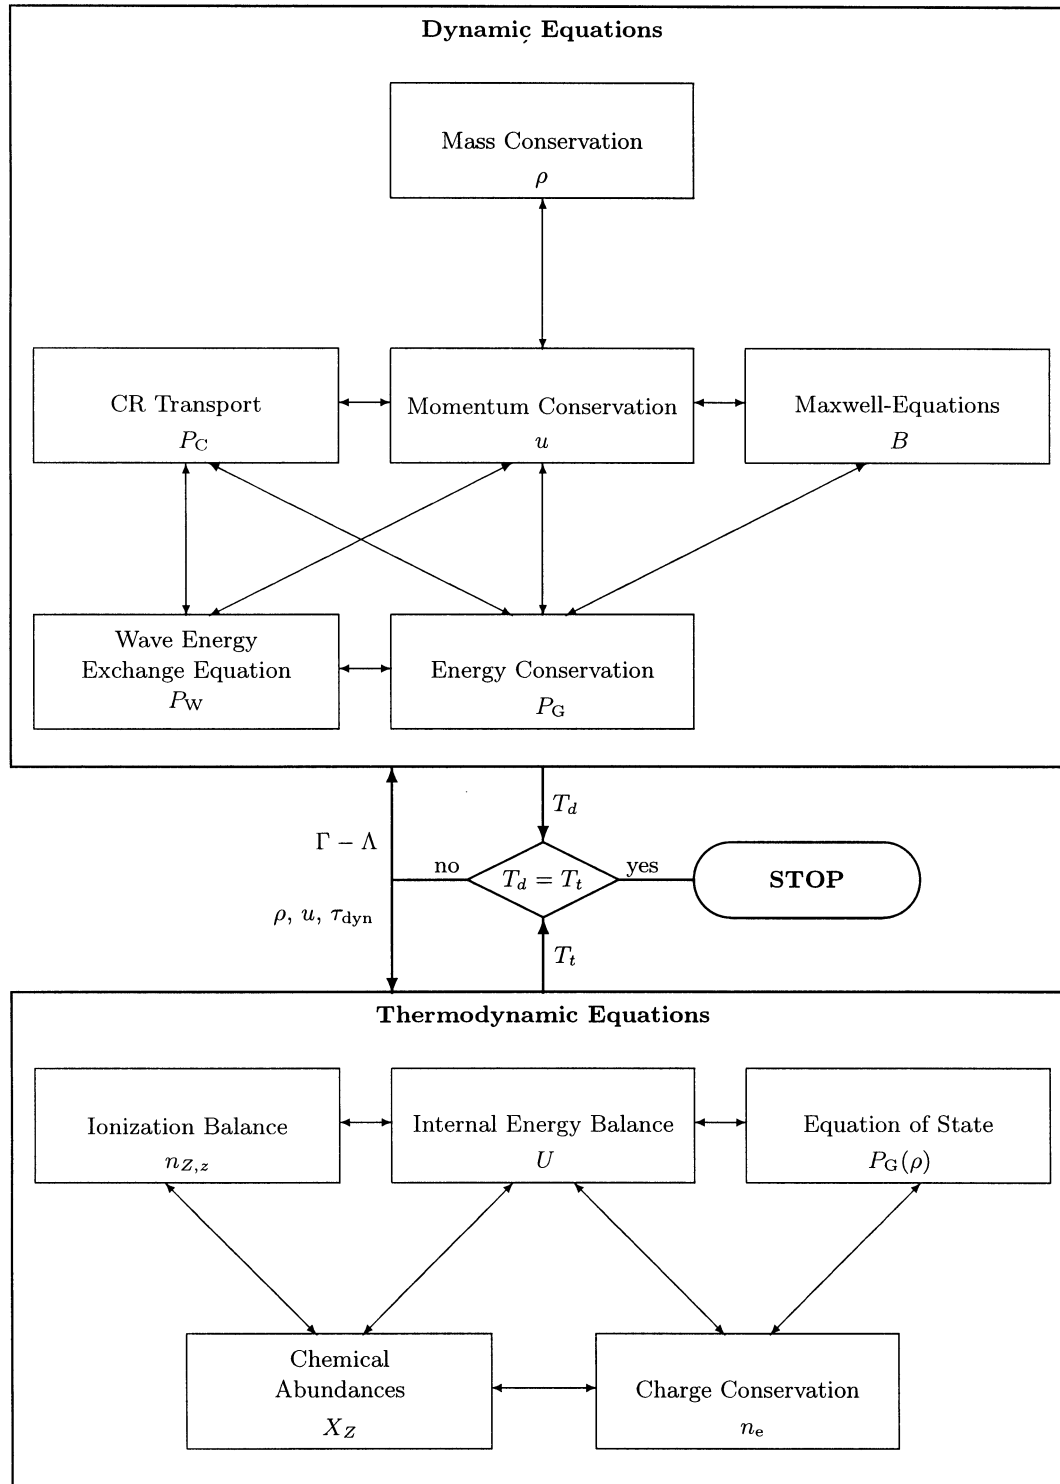 Dynamic Equations
Mass Conservation
ρ
CR Transport
P_C
Momentum Conservation
u
Maxwell-Equations
B
Wave Energy
Exchange Equation
P_W
Energy Conservation
P_G
T_d
Γ − Λ
no
T_d = T_t
yes
STOP
ρ, u, τ_dyn
T_t
Thermodynamic Equations
Ionization Balance
n_{Z,z}
Internal Energy Balance
U
Equation of State
P_G(ρ)
Chemical
Abundances
X_Z
Charge Conservation
n_e